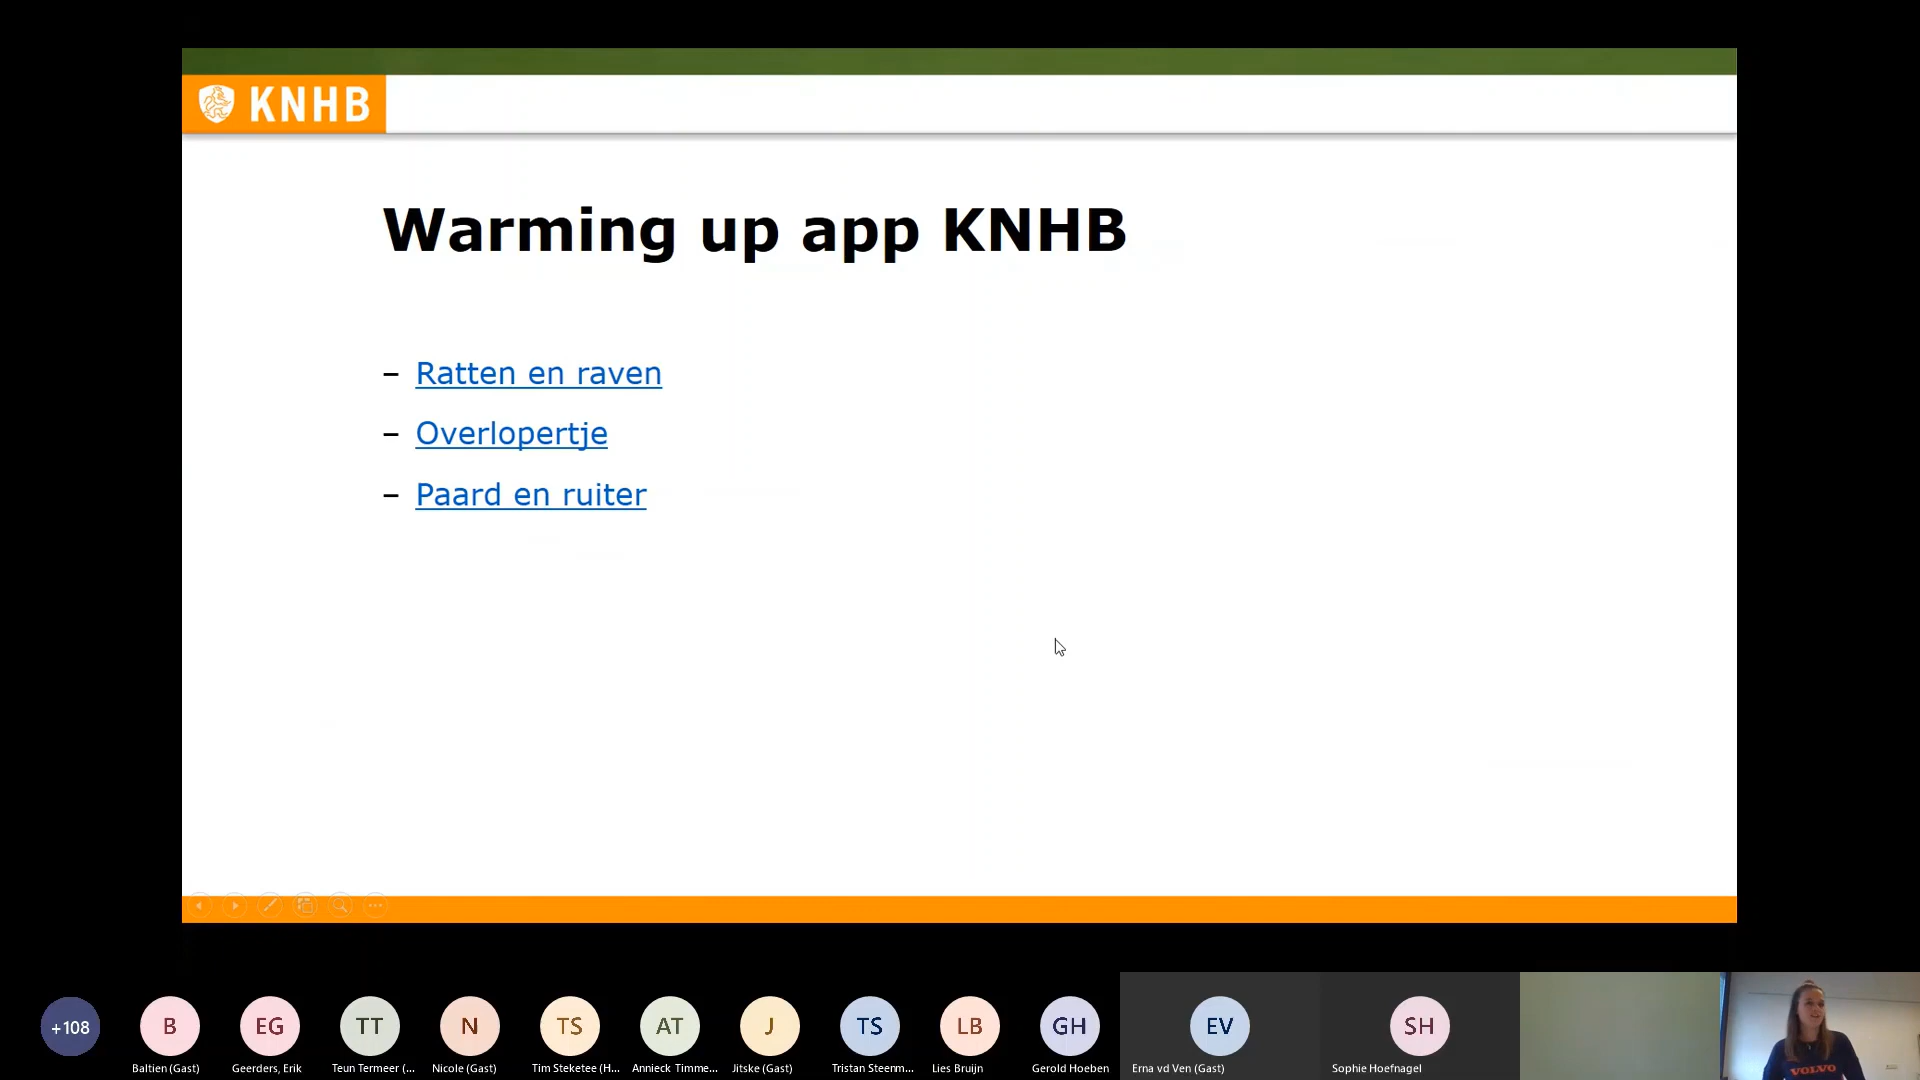 KNHB
Warming up app KNHB
– Ratten en raven
– Overlopertje
– Paard en ruiter
+108
B
EG
TT
N
TS
AT
J
TS
LB
GH
EV
SH
Baltien (Gast)
Geerders, Erik
Teun Termeer (...
Nicole (Gast)
Tim Steketee (H...
Annieck Timme...
Jitske (Gast)
Tristan Steenm...
Lies Bruijn
Gerold Hoeben
Erna vd Ven (Gast)
Sophie Hoefnagel
VOLVO